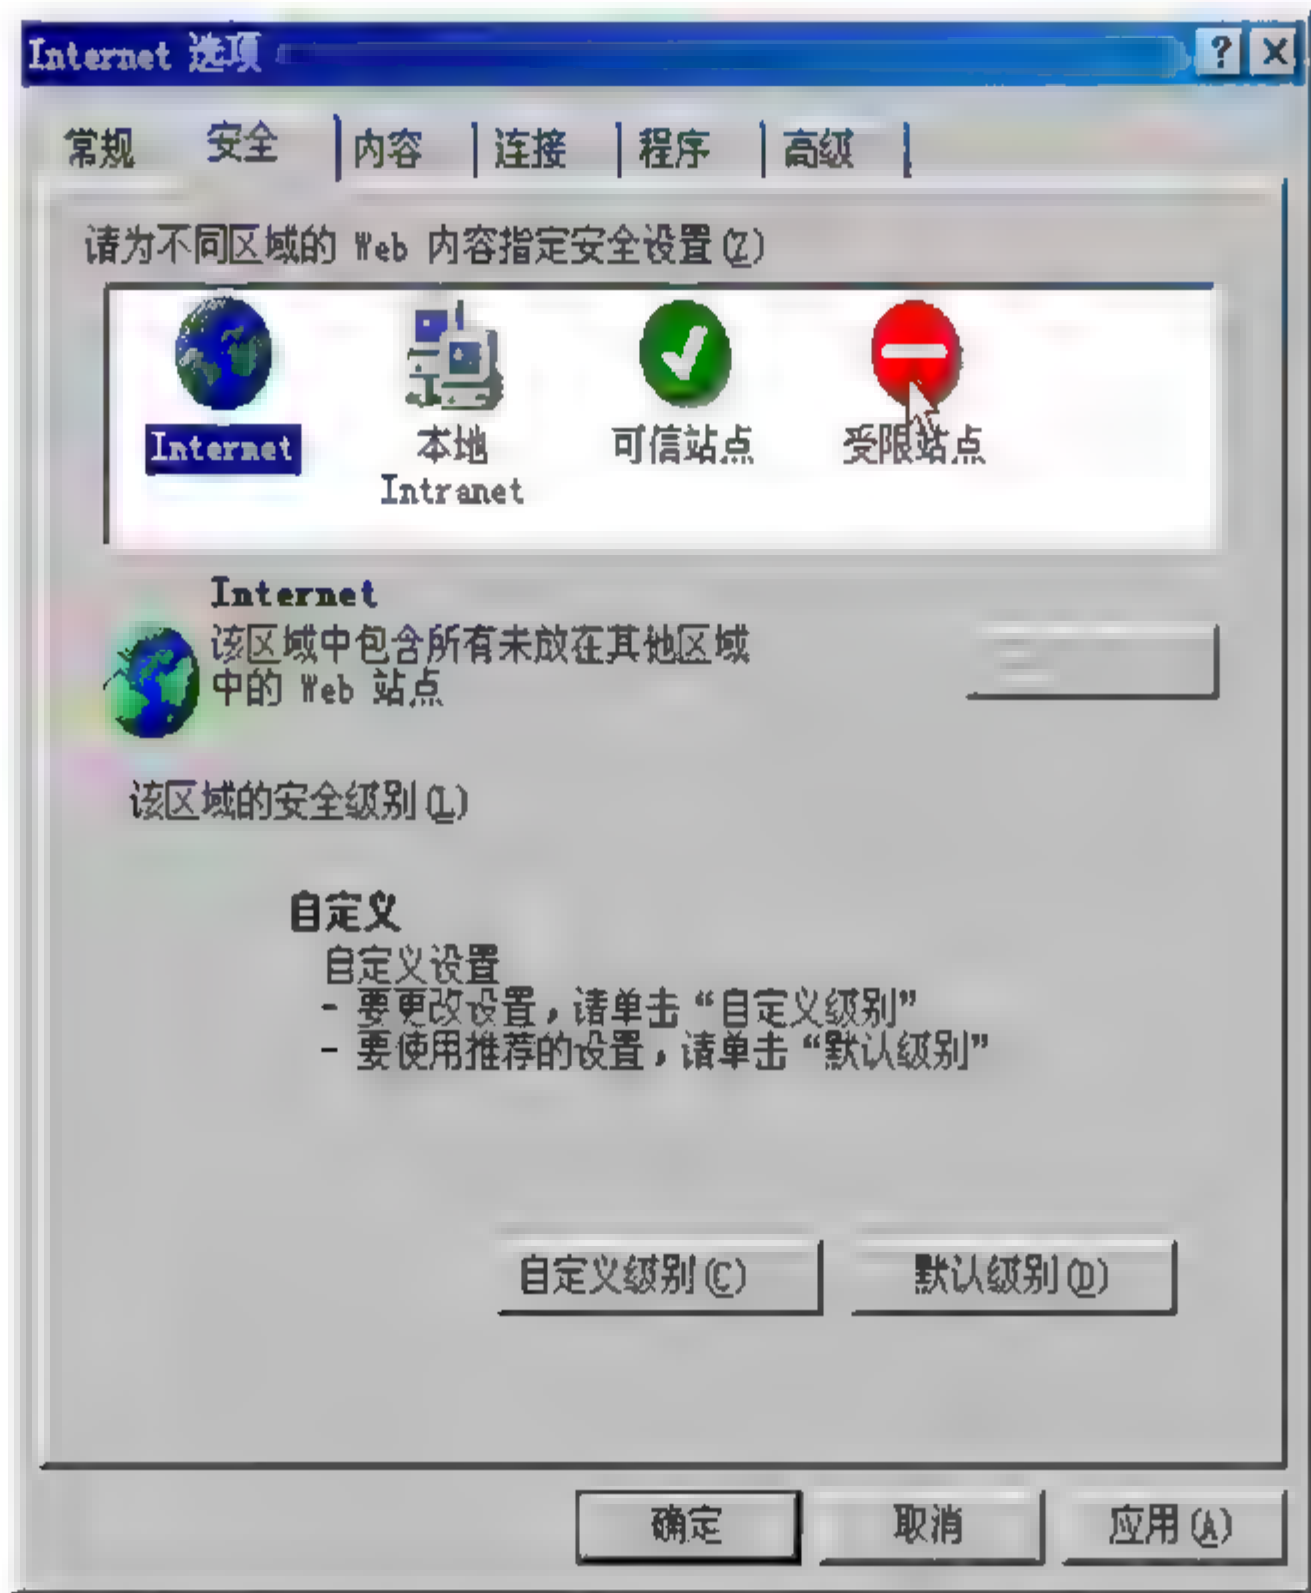 Internet 选项
常规 安全 内容 连接 程序 高级
请为不同区域的 Web 内容指定安全设置(Z)
Internet 本地 Intranet 可信站点 受限站点
Internet
该区域中包含所有未放在其他区域
中的 Web 站点
该区域的安全级别(L)
自定义
自定义设置
- 要更改设置，请单击“自定义级别”
- 要使用推荐的设置，请单击“默认级别”
自定义级别(C) 默认级别(D)
确定 取消 应用(A)